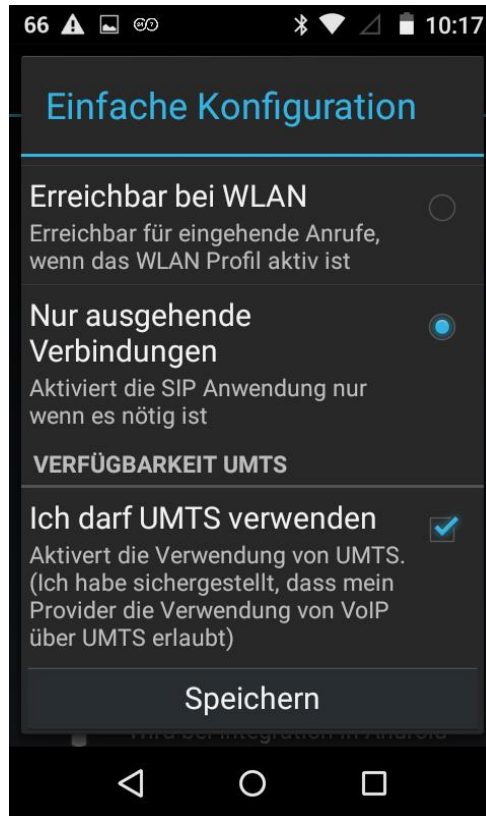 66 10:17
Einfache Konfiguration
Erreichbar bei WLAN
Erreichbar für eingehende Anrufe,
wenn das WLAN Profil aktiv ist
Nur ausgehende
Verbindungen
Aktiviert die SIP Anwendung nur
wenn es nötig ist
VERFÜGBARKEIT UMTS
Ich darf UMTS verwenden
Aktivert die Verwendung von UMTS.
(Ich habe sichergestellt, dass mein
Provider die Verwendung von VoIP
über UMTS erlaubt)
Speichern